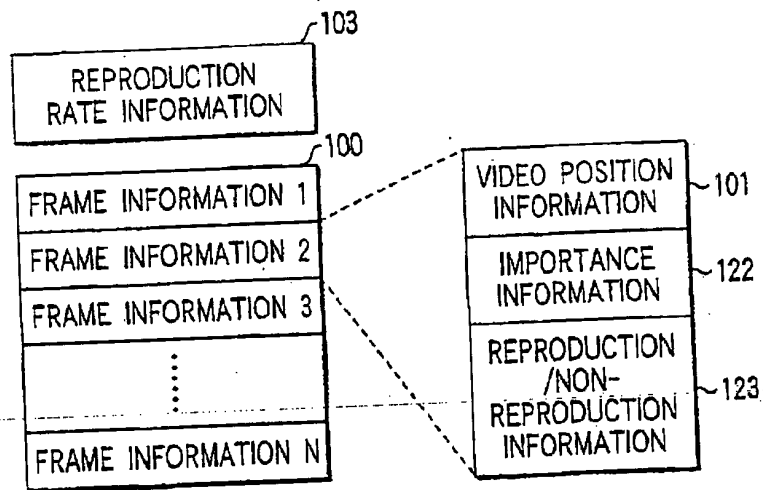 103
REPRODUCTION
RATE INFORMATION
100
FRAME INFORMATION 1
FRAME INFORMATION 2
FRAME INFORMATION 3
FRAME INFORMATION N
VIDEO POSITION
INFORMATION
101
IMPORTANCE
INFORMATION
122
REPRODUCTION
/NON-
REPRODUCTION
INFORMATION
123